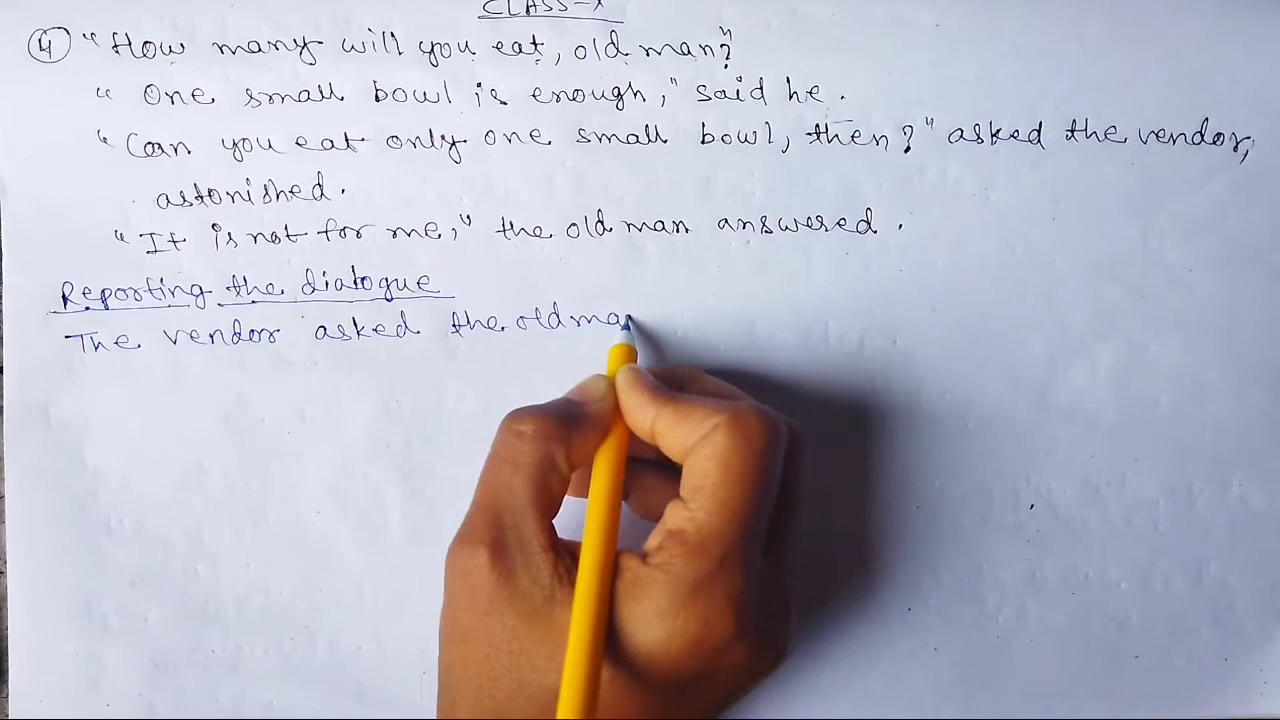 CLASS-X
4 "How many will you eat, old man?"
" One small bowl is enough," said he.
"Can you eat only one small bowl, then?" asked the vendor,
astonished.
"It is not for me," the old man answered.
Reporting the dialogue
The vendor asked the old man